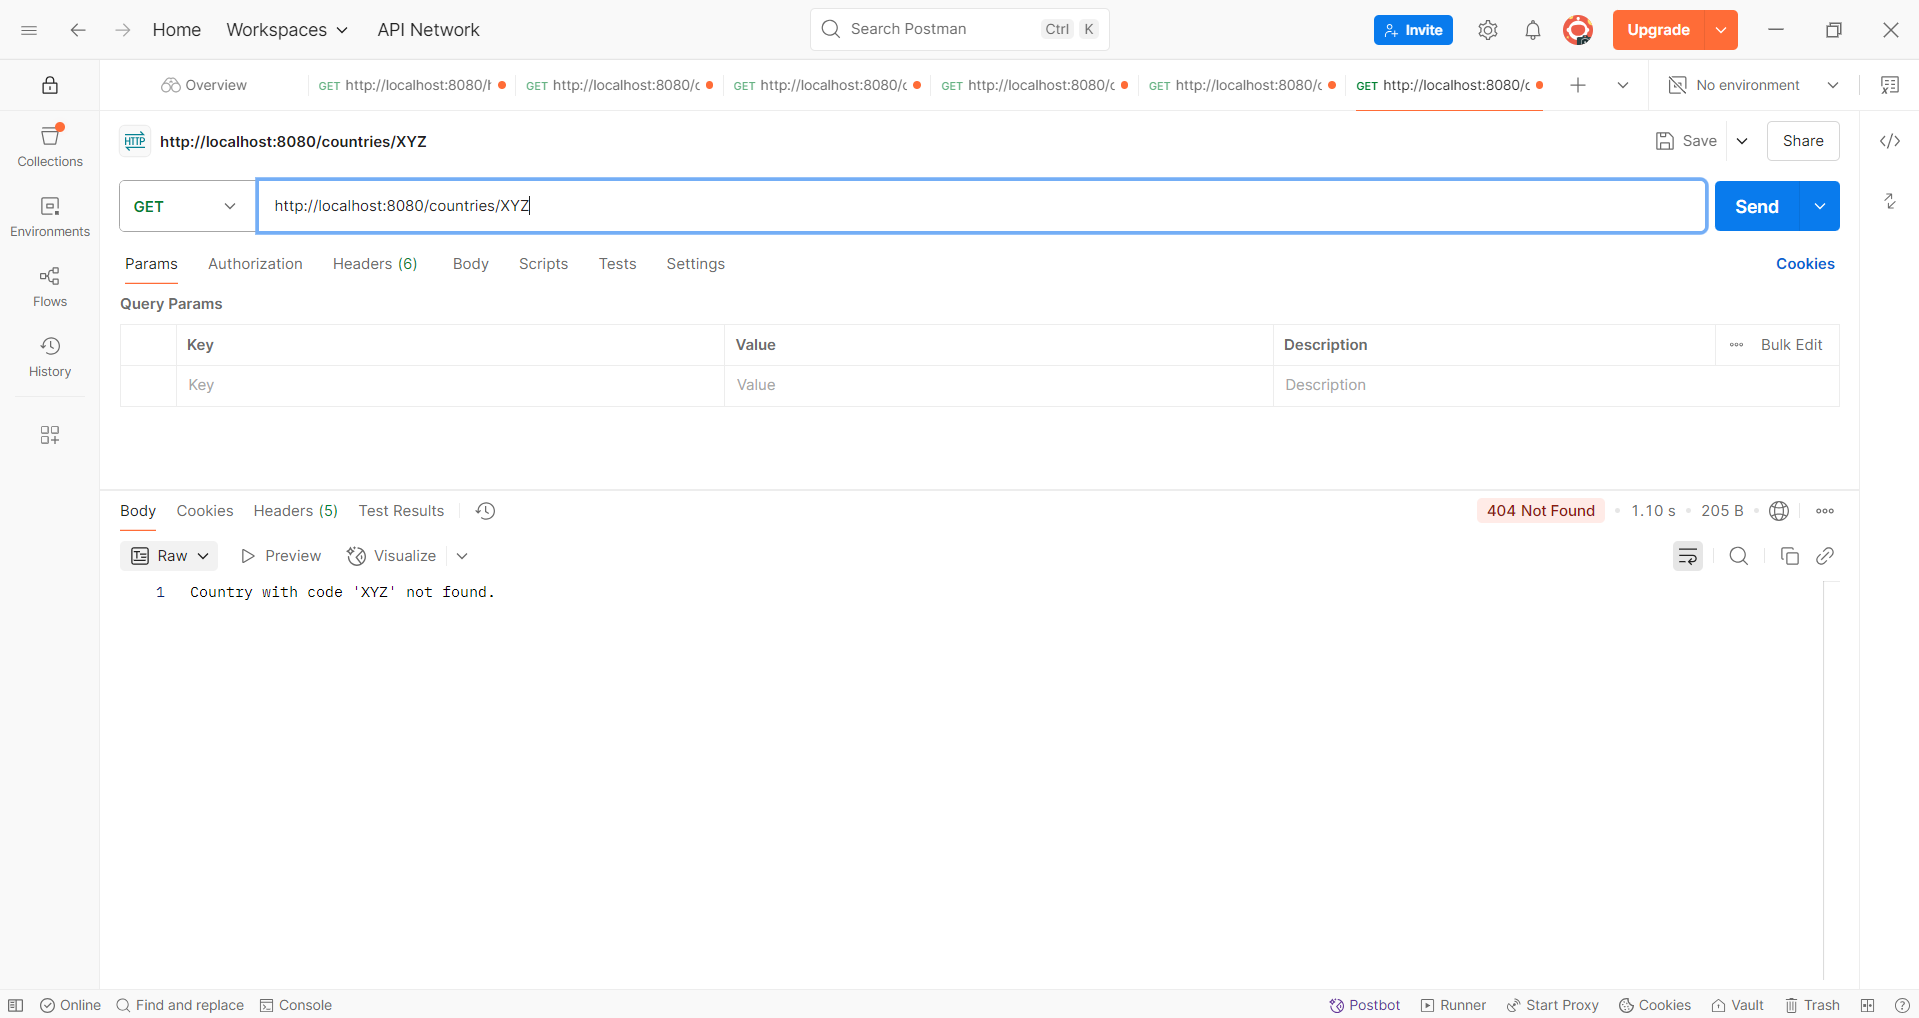 Home Workspaces API Network Search Postman Ctrl K Invite Upgrade
Overview GET http://localhost:8080/ GET http://localhost:8080/c GET http://localhost:8080/c GET http://localhost:8080/c GET http://localhost:8080/c GET http://localhost:8080/c No environment
HTTP http://localhost:8080/countries/XYZ Save Share
Collections
GET http://localhost:8080/countries/XYZ Send
Environments
Params Authorization Headers (6) Body Scripts Tests Settings Cookies
Flows
Query Params
Key Value Description Bulk Edit
History
Key Value Description
Body Cookies Headers (5) Test Results 404 Not Found 1.10 s 205 B
Raw Preview Visualize
1 Country with code 'XYZ' not found.
Online Find and replace Console Postbot Runner Start Proxy Cookies Vault Trash